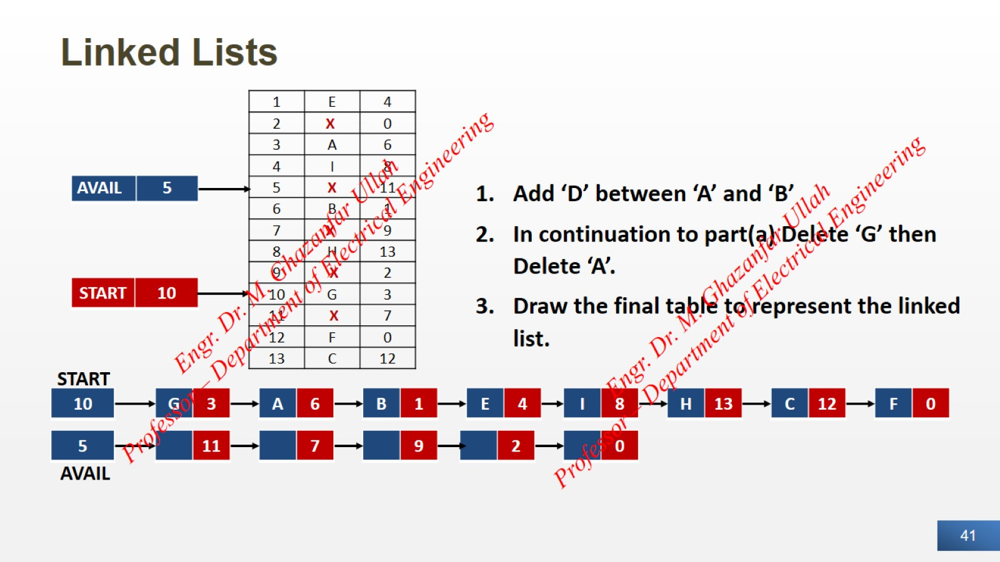 Linked Lists
1 E 4
2 X 0
3 A 6
4 I 8
AVAIL 5
5 X 11
6 B 1
7 X 9
8 H 13
9 X 2
START 10
10 G 3
11 X 7
12 F 0
13 C 12
1. Add ‘D’ between ‘A’ and ‘B’
2. In continuation to part(a) Delete ‘G’ then
Delete ‘A’.
3. Draw the final table to represent the linked
list.
Engr. Dr. M. Ghazanfar Ullah
Professor – Department of Electrical Engineering
Engr. Dr. M. Ghazanfar Ullah
Professor – Department of Electrical Engineering
START
10 G 3 A 6 B 1 E 4 I 8 H 13 C 12 F 0
5 11 7 9 2 0
AVAIL
41